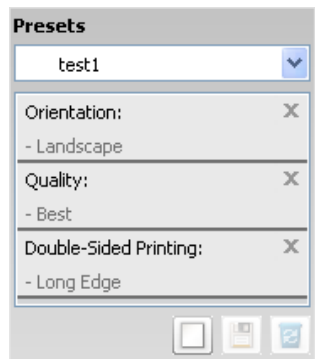 Presets
test1
Orientation:
- Landscape
Quality:
- Best
Double-Sided Printing:
- Long Edge